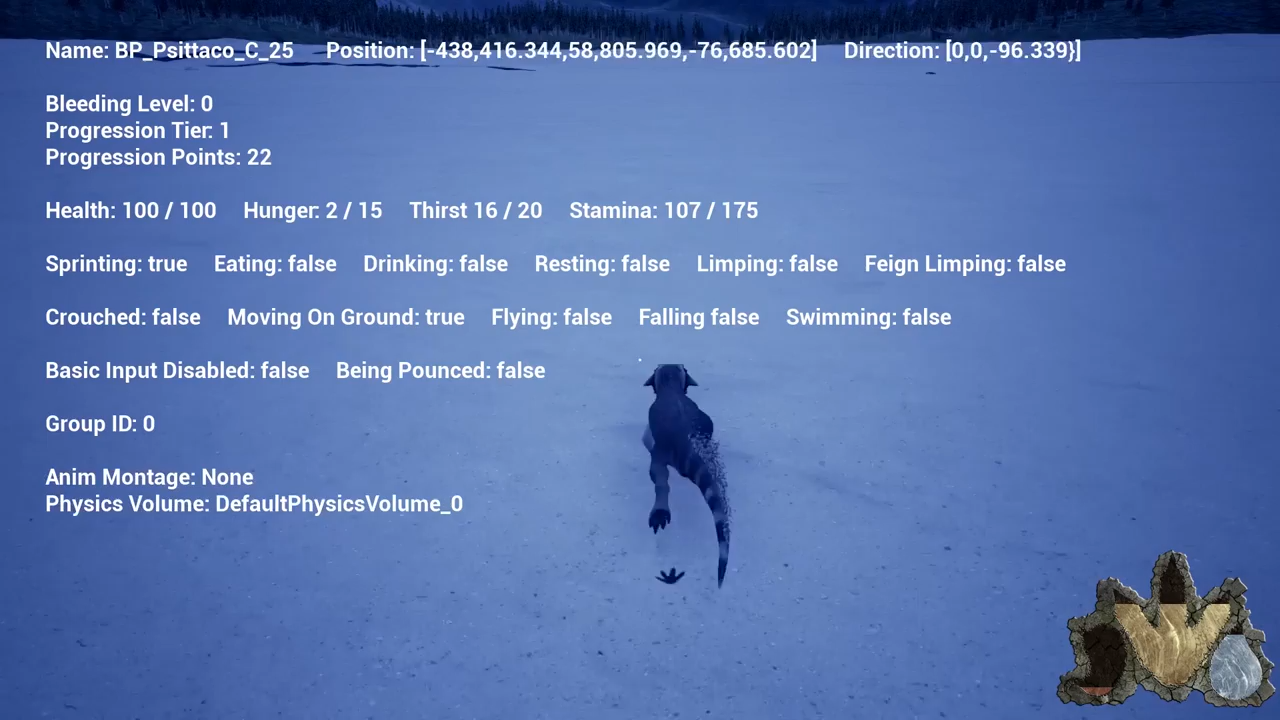 Name: BP_Psittaco_C_25 Position: [-438,416.344,58,805.969,-76,685.602] Direction: [0,0,-96.339}]
Bleeding Level: 0
Progression Tier: 1
Progression Points: 22
Health: 100 / 100 Hunger: 2 / 15 Thirst 16 / 20 Stamina: 107 / 175
Sprinting: true Eating: false Drinking: false Resting: false Limping: false Feign Limping: false
Crouched: false Moving On Ground: true Flying: false Falling false Swimming: false
Basic Input Disabled: false Being Pounced: false
Group ID: 0
Anim Montage: None
Physics Volume: DefaultPhysicsVolume_0